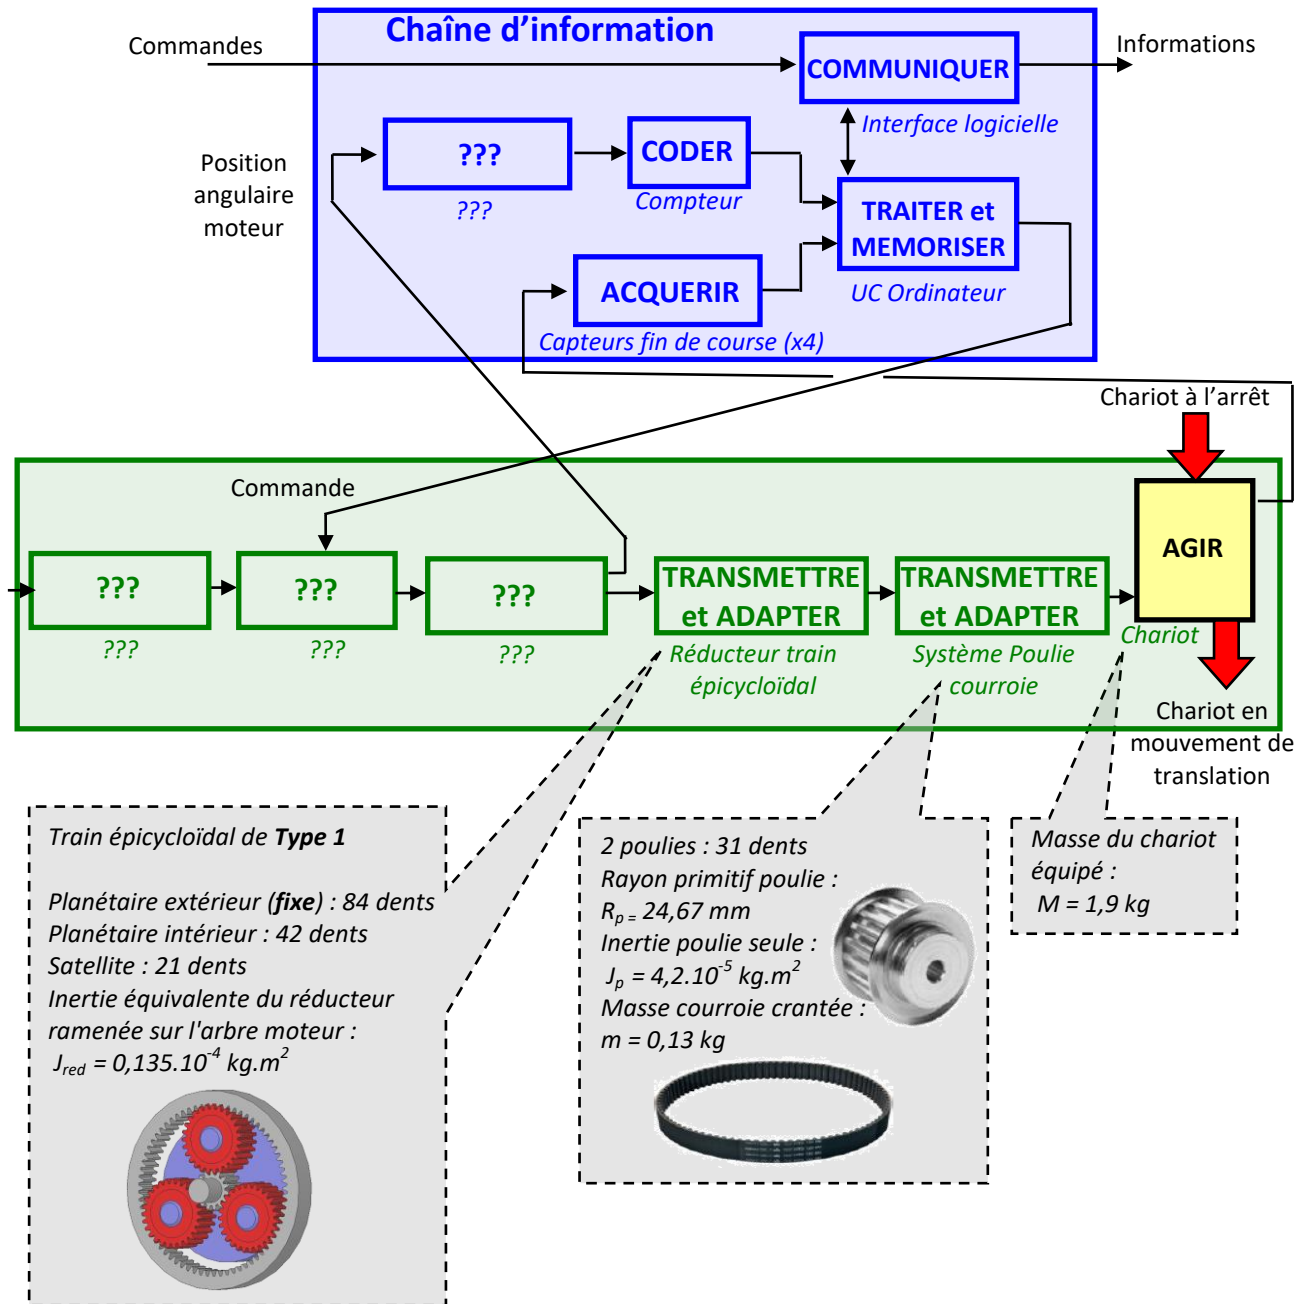 Chaîne d’information
Commandes
Informations
COMMUNIQUER
Interface logicielle
Position
angulaire
moteur
???
???
CODER
Compteur
TRAITER et
MEMORISER
UC Ordinateur
ACQUERIR
Capteurs fin de course (x4)
Chariot à l’arrêt
Commande
???
???
???
???
???
???
TRANSMETTRE
et ADAPTER
Réducteur train
épicycloïdal
TRANSMETTRE
et ADAPTER
Système Poulie
courroie
AGIR
Chariot
Chariot en
mouvement de
translation
Train épicycloïdal de Type 1
Planétaire extérieur (fixe) : 84 dents
Planétaire intérieur : 42 dents
Satellite : 21 dents
Inertie équivalente du réducteur
ramenée sur l'arbre moteur :
J_red = 0,135.10^-4 kg.m^2
2 poulies : 31 dents
Rayon primitif poulie :
R_p = 24,67 mm
Inertie poulie seule :
J_p = 4,2.10^-5 kg.m^2
Masse courroie crantée :
m = 0,13 kg
Masse du chariot
équipé :
M = 1,9 kg